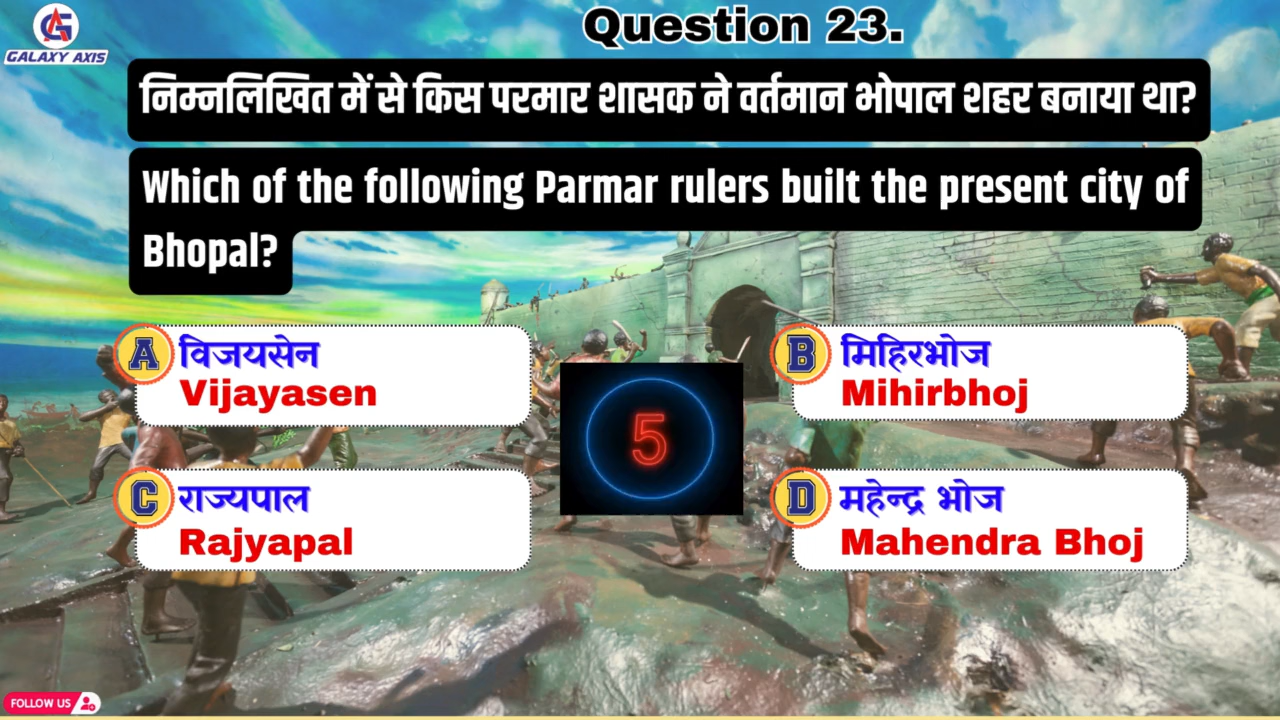 Question 23.
GALAXY AXIS
निम्नलिखित में से किस परमार शासक ने वर्तमान भोपाल शहर बनाया था?
Which of the following Parmar rulers built the present city of
Bhopal?
A विजयसेन
Vijayasen
B मिहिरभोज
Mihirbhoj
5
C राज्यपाल
Rajyapal
D महेन्द्र भोज
Mahendra Bhoj
FOLLOW US